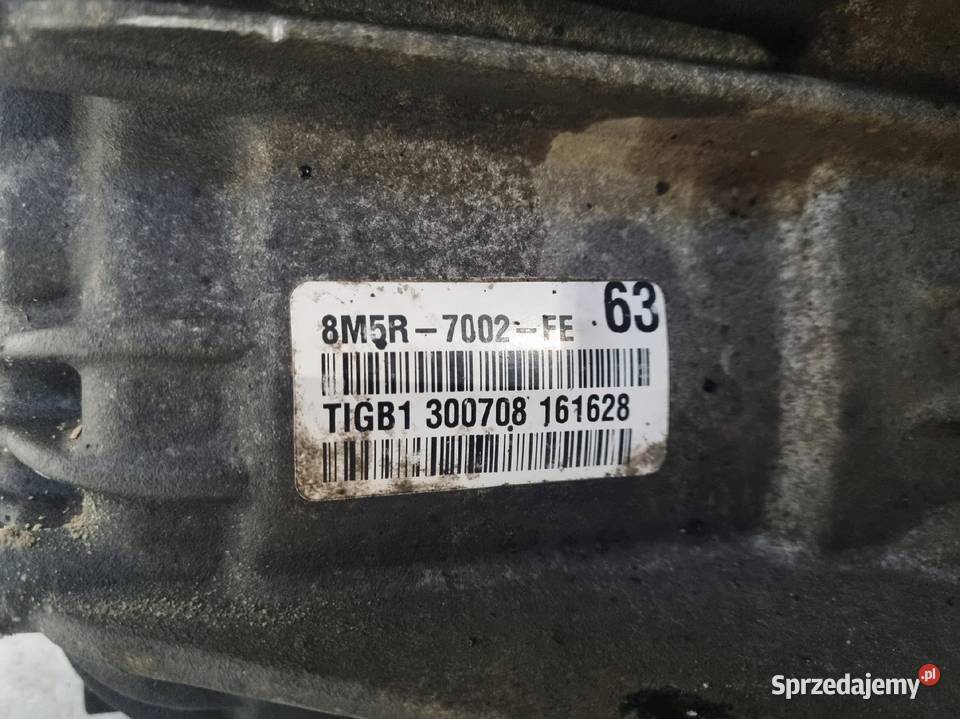 8M5R-7002-FE 63
TIGB1 300708 161628
Sprzedajemy.pl